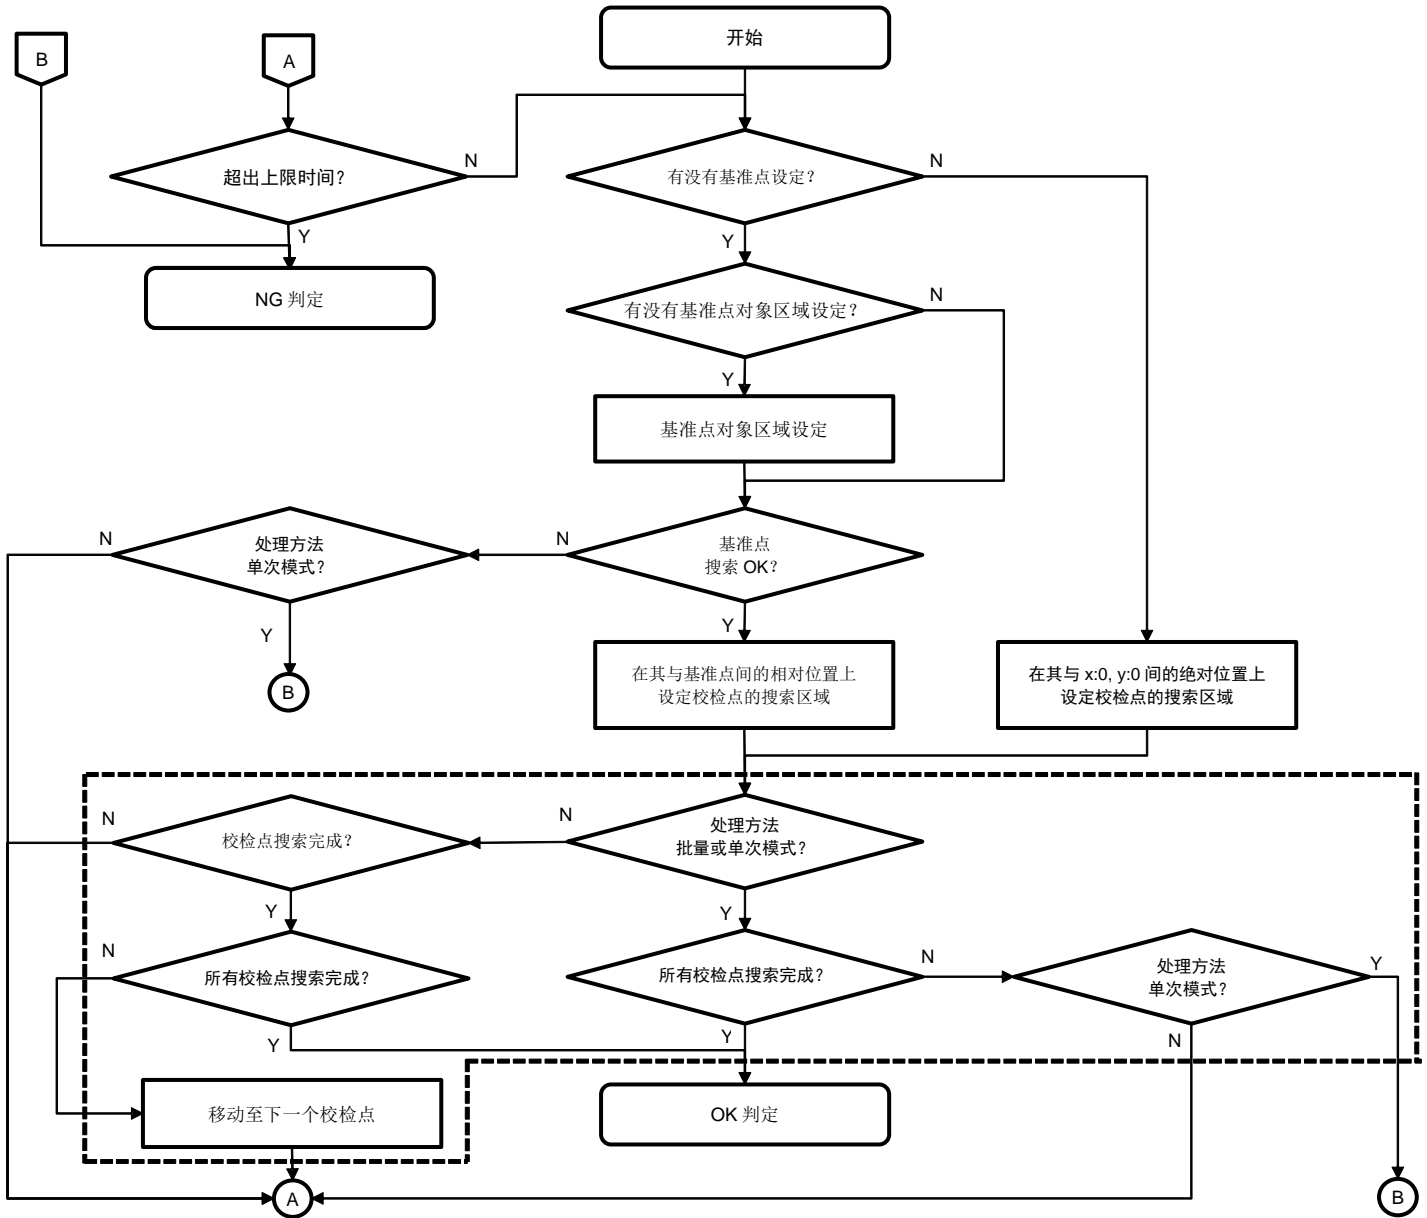 开始
B
A
超出上限时间?
N
有没有基准点设定?
N
Y
Y
NG 判定
有没有基准点对象区域设定?
N
Y
基准点对象区域设定
N
处理方法
单次模式?
N
基准点
搜索 OK?
Y
Y
B
在其与基准点间的相对位置上
设定校检点的搜索区域
在其与 x:0, y:0 间的绝对位置上
设定校检点的搜索区域
N
校检点搜索完成?
N
处理方法
批量或单次模式?
Y
Y
N
所有校检点搜索完成?
所有校检点搜索完成?
N
处理方法
单次模式?
Y
Y
Y
N
移动至下一个校检点
OK 判定
A
B